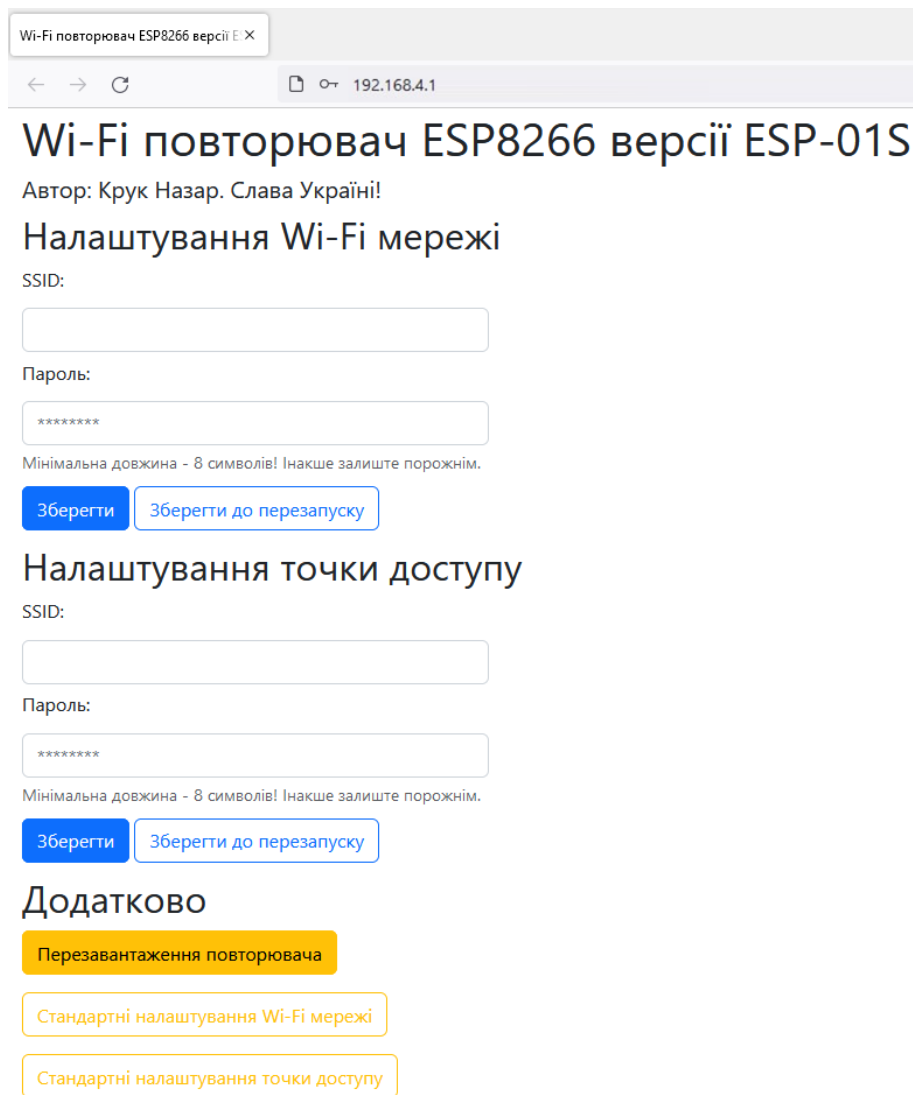 Wi-Fi повторювач ESP8266 версії E
192.168.4.1
Wi-Fi повторювач ESP8266 версії ESP-01S
Автор: Крук Назар. Слава Україні!
Налаштування Wi-Fi мережі
SSID:
Пароль:
********
Мінімальна довжина - 8 символів! Інакше залиште порожнім.
Зберегти Зберегти до перезапуску
Налаштування точки доступу
SSID:
Пароль:
********
Мінімальна довжина - 8 символів! Інакше залиште порожнім.
Зберегти Зберегти до перезапуску
Додатково
Перезавантаження повторювача
Стандартні налаштування Wi-Fi мережі
Стандартні налаштування точки доступу